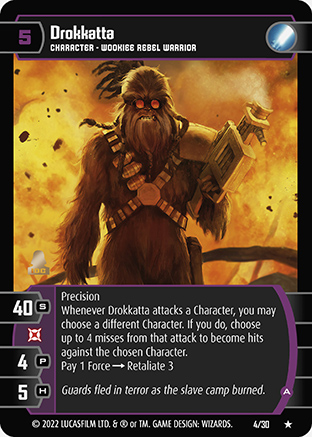 5 Drokkatta
CHARACTER - WOOKIEE REBEL WARRIOR
40 S
4 P
5 H
Precision
Whenever Drokkatta attacks a Character, you may
choose a different Character. If you do, choose
up to 4 misses from that attack to become hits
against the chosen Character.
Pay 1 Force → Retaliate 3
Guards fled in terror as the slave camp burned.
A
© 2022 LUCASFILM LTD. & ® OR TM. GAME DESIGN: WIZARDS. 4/30 ★